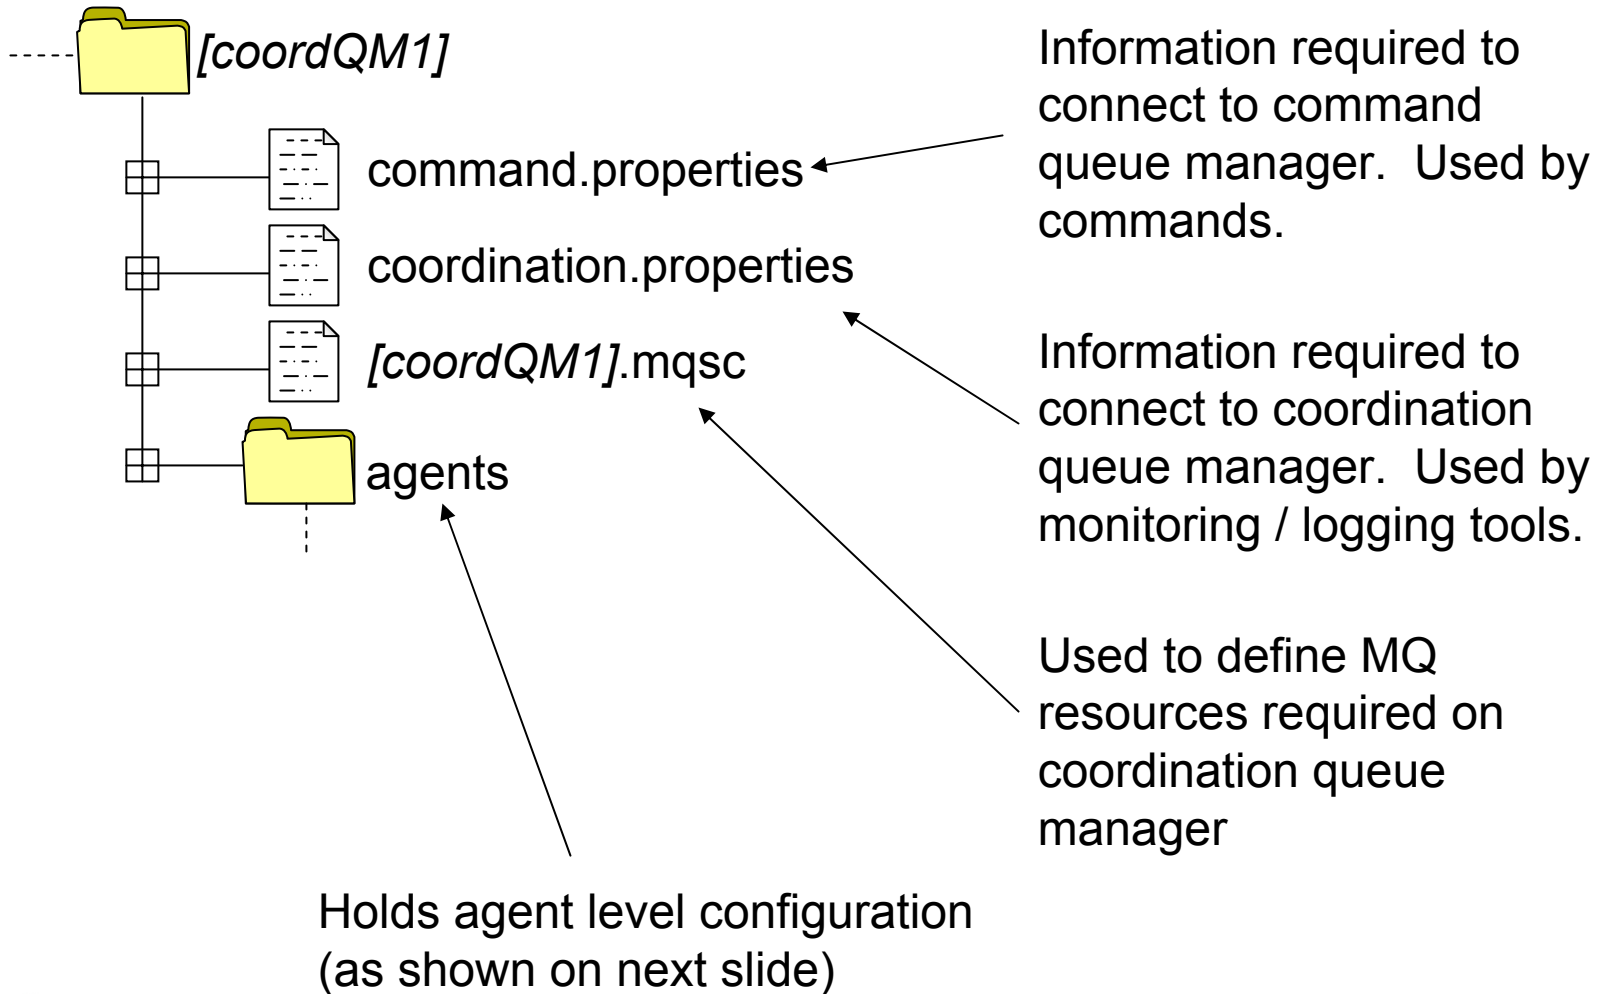 [coordQM1]
command.properties
coordination.properties
[coordQM1].mqsc
agents
Information required to
connect to command
queue manager.  Used by
commands.
Information required to
connect to coordination
queue manager.  Used by
monitoring / logging tools.
Used to define MQ
resources required on
coordination queue
manager
Holds agent level configuration
(as shown on next slide)